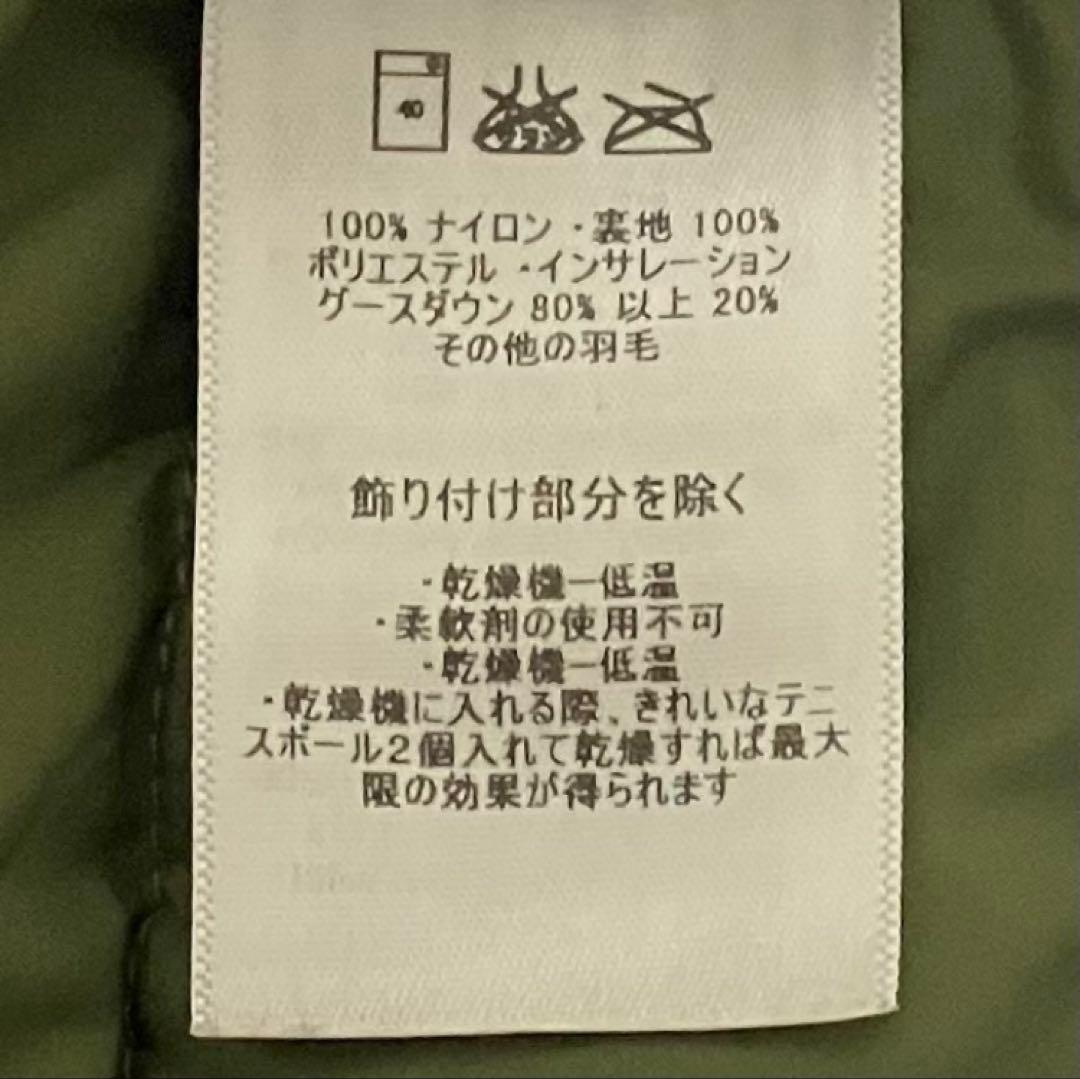 40
100% ナイロン ・裏地 100%
ポリエステル ・インサレーション
グースダウン 80% 以上 20%
その他の羽毛
飾り付け部分を除く
・乾燥機ー低温
・柔軟剤の使用不可
・乾燥機ー低温
・乾燥機に入れる際、きれいなテニ
スボール2個入れて乾燥すれば最大
限の効果が得られます